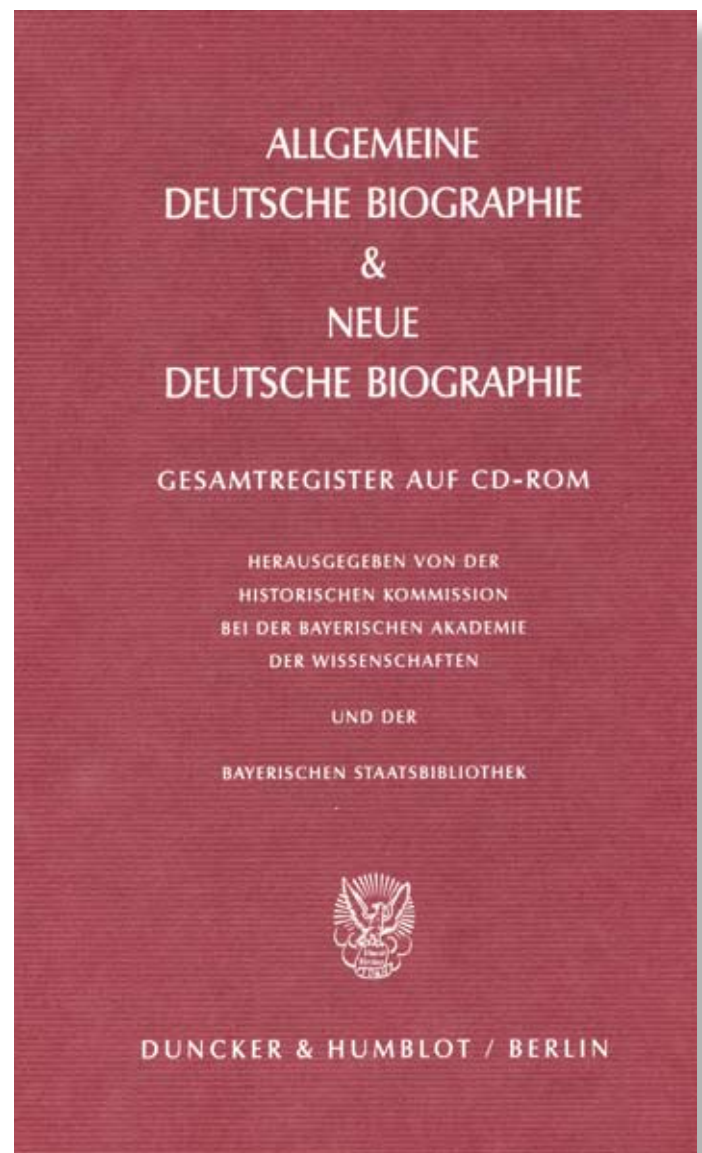 ALLGEMEINE
DEUTSCHE BIOGRAPHIE
&
NEUE
DEUTSCHE BIOGRAPHIE
GESAMTREGISTER AUF CD-ROM
HERAUSGEGEBEN VON DER
HISTORISCHEN KOMMISSION
BEI DER BAYERISCHEN AKADEMIE
DER WISSENSCHAFTEN
UND DER
BAYERISCHEN STAATSBIBLIOTHEK
DUNCKER & HUMBLOT / BERLIN